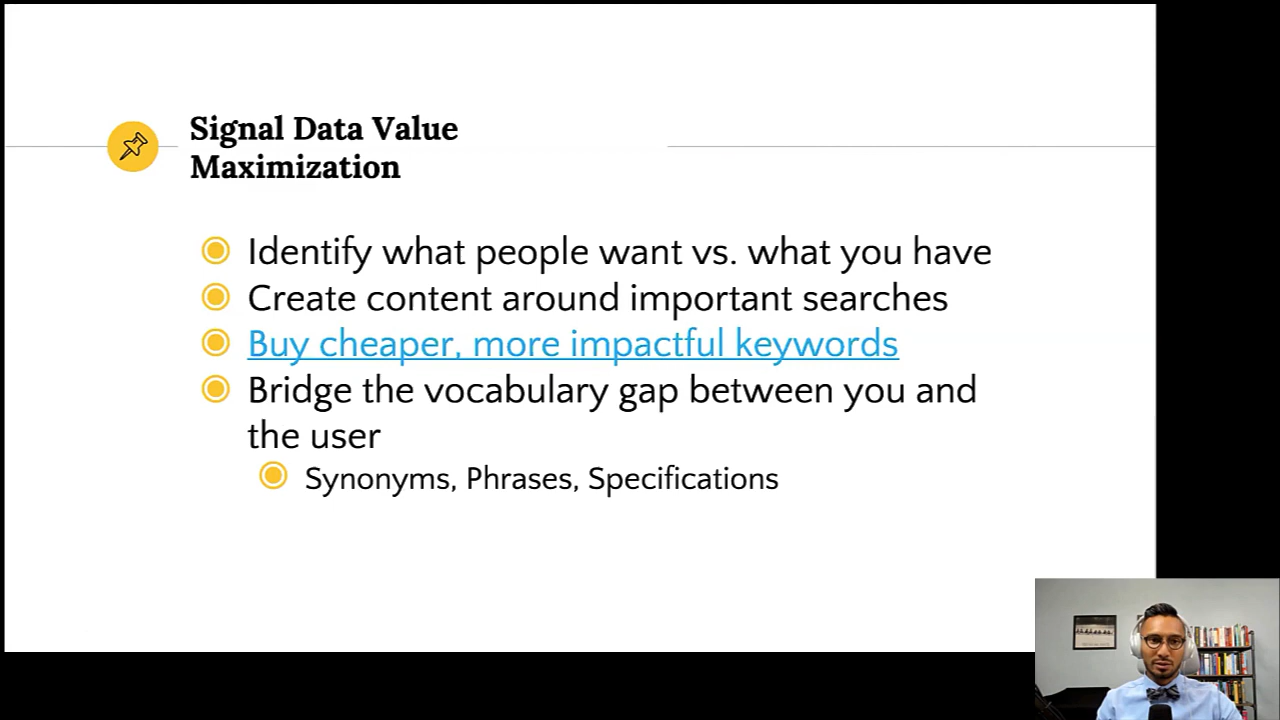 Signal Data Value
Maximization
Identify what people want vs. what you have
Create content around important searches
Buy cheaper, more impactful keywords
Bridge the vocabulary gap between you and
the user
Synonyms, Phrases, Specifications